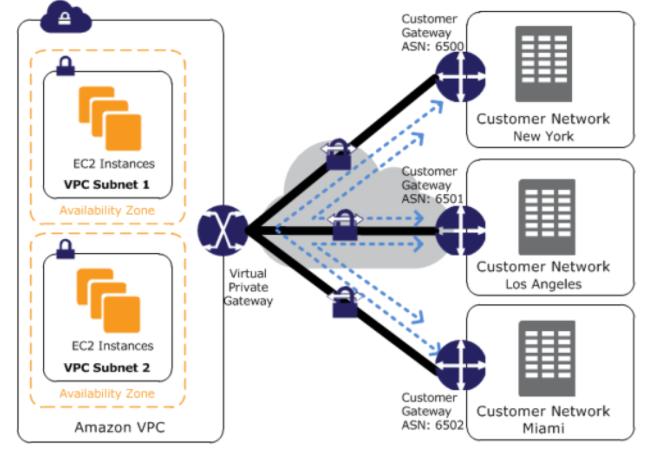 EC2 Instances
VPC Subnet 1
Availability Zone
EC2 Instances
VPC Subnet 2
Availability Zone
Amazon VPC
Virtual
Private
Gateway
Customer
Gateway
ASN: 6500
Customer Network
New York
Customer
Gateway
ASN: 6501
Customer Network
Los Angeles
Customer
Gateway
ASN: 6502
Customer Network
Miami